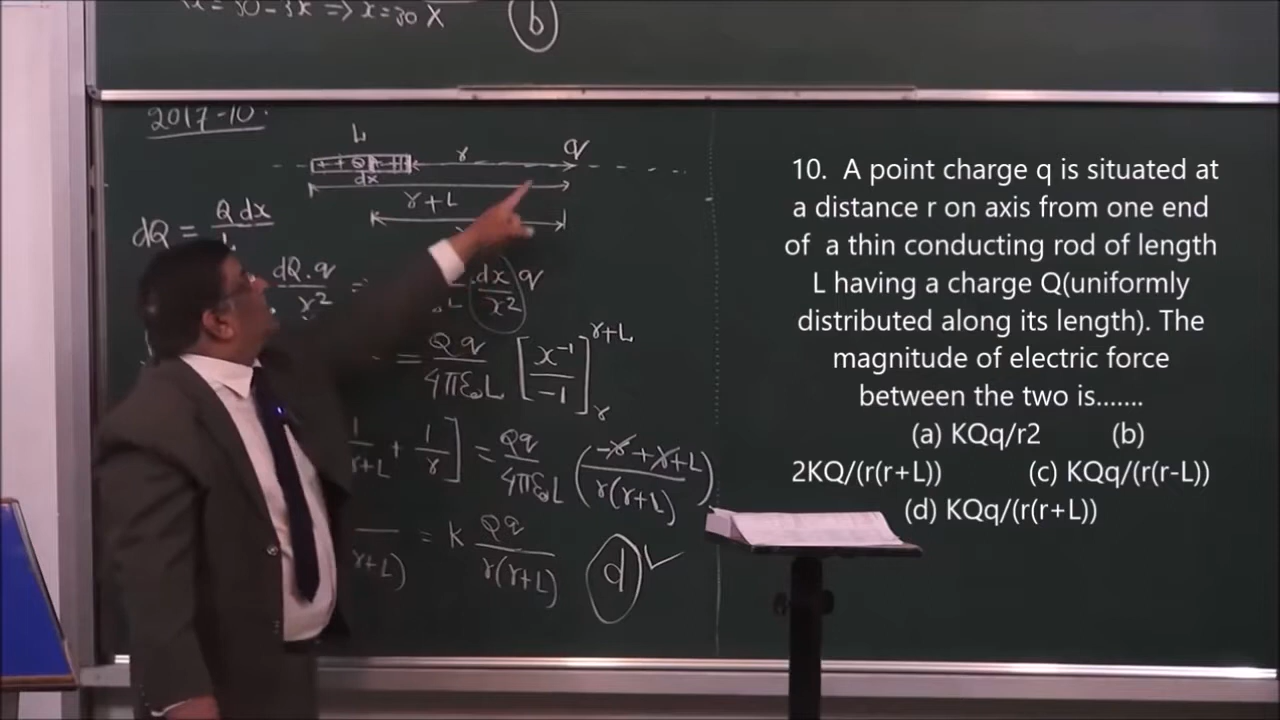 x = 30 X
b
2017-10.
L
+ + Q + + +
r
q
dx
r+L
dQ = Q dx
dQ.q / x² = dx / x² q
= Qq / 4πε₀L [x⁻¹ / -1] r+L r
1 / r+L + 1 / r ] = Qq / 4πε₀L (-r + r + L / r(r+L))
r+L) = K Qq / r(r+L) d ✓
10. A point charge q is situated at
a distance r on axis from one end
of a thin conducting rod of length
L having a charge Q(uniformly
distributed along its length). The
magnitude of electric force
between the two is.......
(a) KQq/r2 (b)
2KQ/(r(r+L)) (c) KQq/(r(r-L))
(d) KQq/(r(r+L))